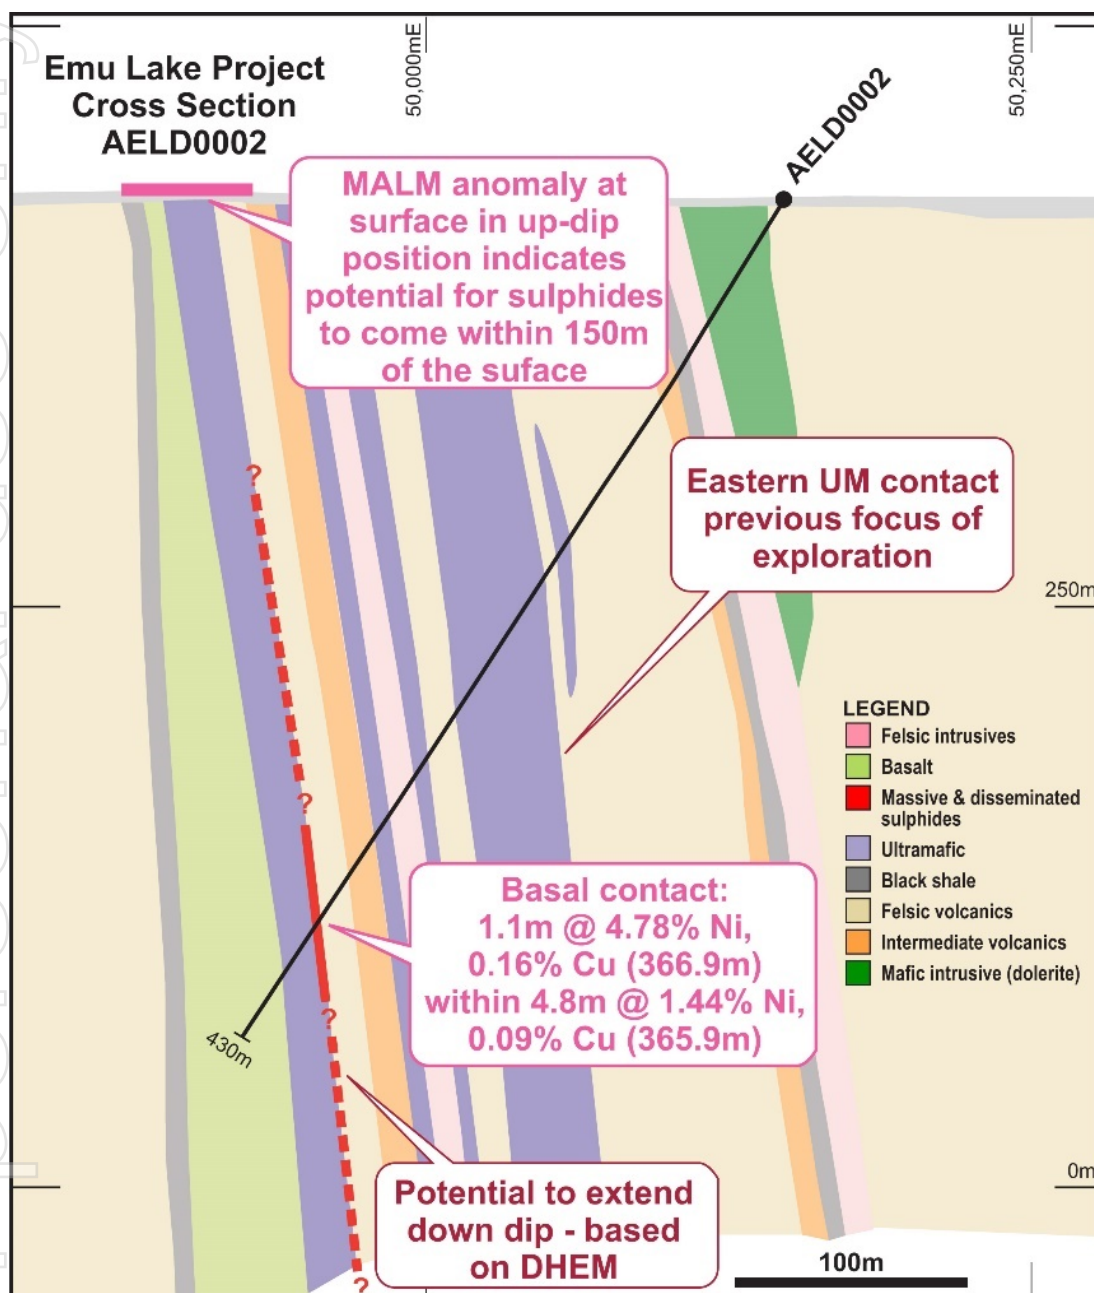 Emu Lake Project
Cross Section
AELD0002
50,000mE
50,250mE
AELD0002
MALM anomaly at
surface in up-dip
position indicates
potential for sulphides
to come within 150m
of the suface
?
Eastern UM contact
previous focus of
exploration
250m
LEGEND
Felsic intrusives
Basalt
Massive & disseminated
sulphides
Ultramafic
Black shale
Felsic volcanics
Intermediate volcanics
Mafic intrusive (dolerite)
?
Basal contact:
1.1m @ 4.78% Ni,
0.16% Cu (366.9m)
within 4.8m @ 1.44% Ni,
0.09% Cu (365.9m)
?
430m
0m
Potential to extend
down dip - based
on DHEM
?
100m